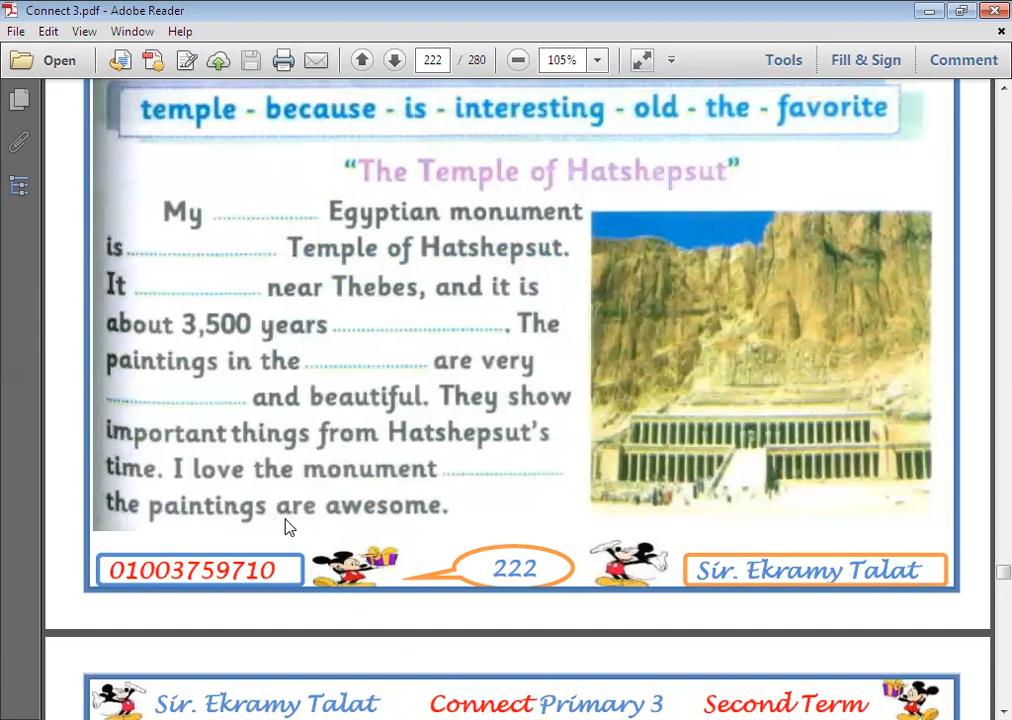 Connect 3.pdf - Adobe Reader
File Edit View Window Help
Open 222 / 280 105% Tools Fill & Sign Comment
temple - because - is - interesting - old - the - favorite
"The Temple of Hatshepsut"
My .................. Egyptian monument
is.......................... Temple of Hatshepsut.
It ...................... near Thebes, and it is
about 3,500 years .............................. . The
paintings in the ...................... are very
......................... and beautiful. They show
important things from Hatshepsut's
time. I love the monument ......................
the paintings are awesome.
01003759710 222 Sir. Ekramy Talat
Sir. Ekramy Talat Connect Primary 3 Second Term